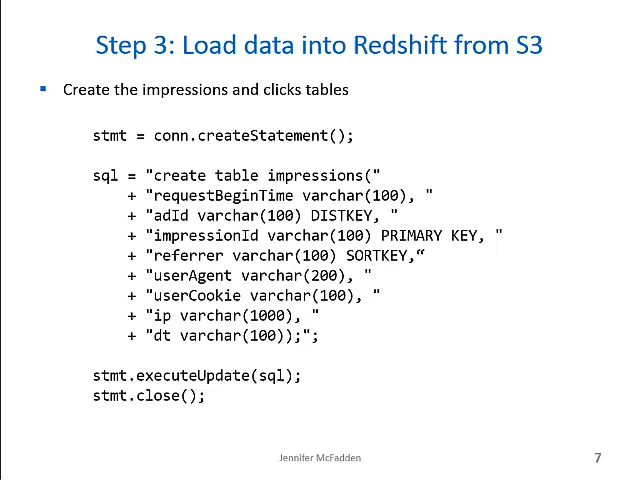 Step 3: Load data into Redshift from S3
▪ Create the impressions and clicks tables
stmt = conn.createStatement();
sql = "create table impressions("
+ "requestBeginTime varchar(100), "
+ "adId varchar(100) DISTKEY, "
+ "impressionId varchar(100) PRIMARY KEY, "
+ "referrer varchar(100) SORTKEY,“
+ "userAgent varchar(200), "
+ "userCookie varchar(100), "
+ "ip varchar(1000), "
+ "dt varchar(100));";
stmt.executeUpdate(sql);
stmt.close();
Jennifer McFadden
7